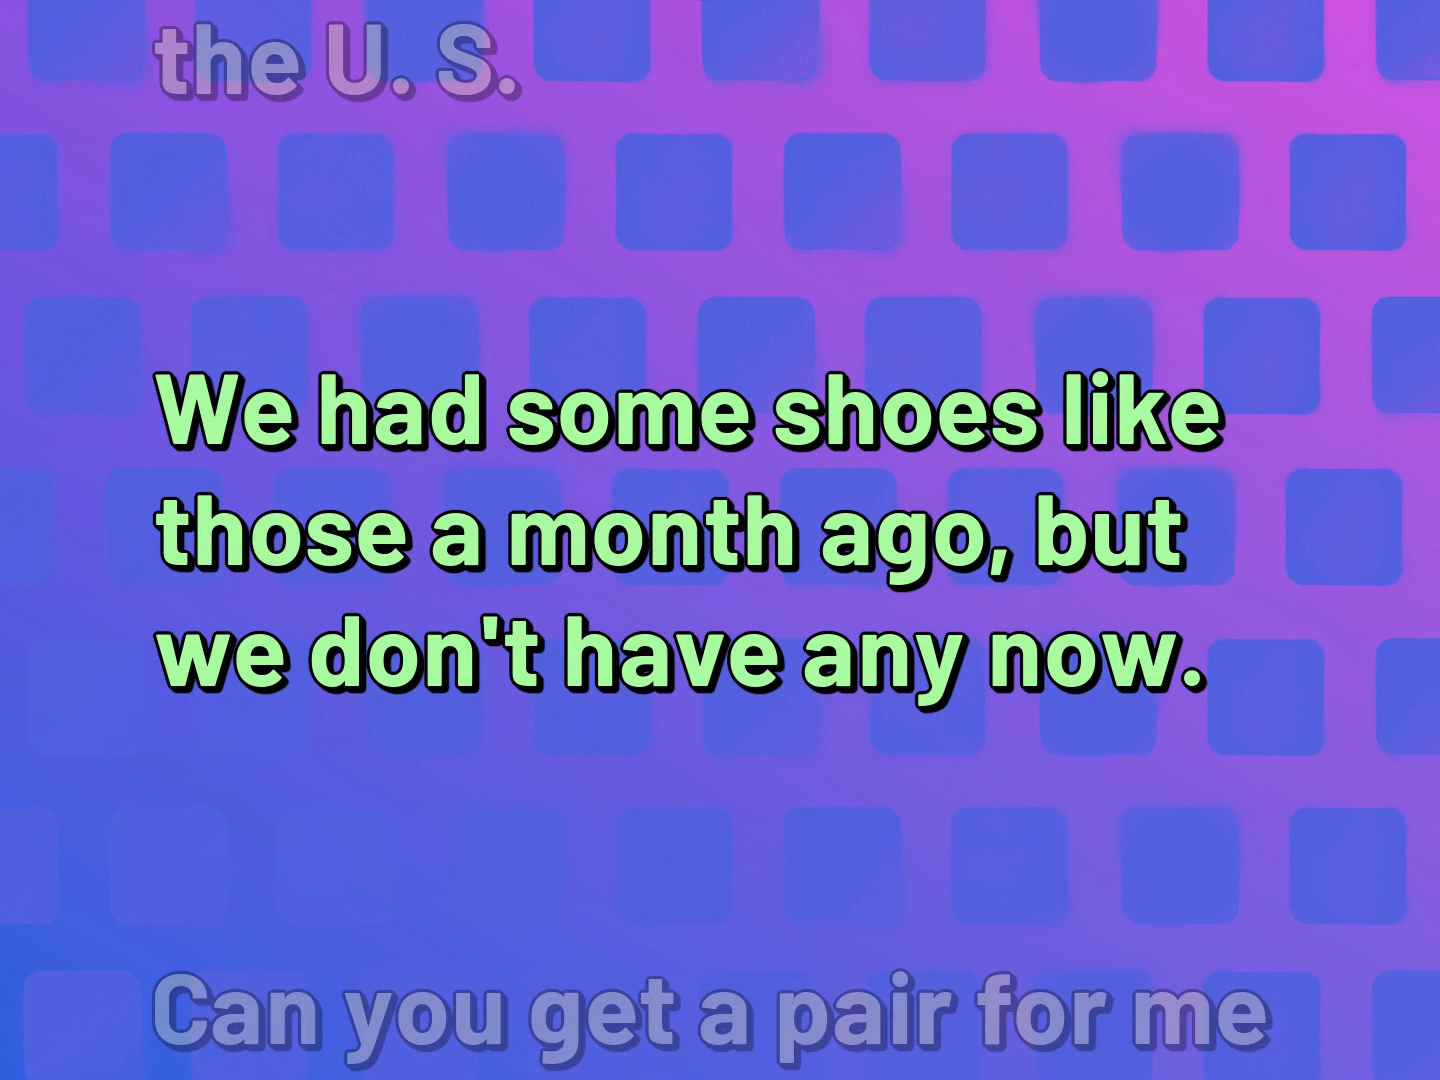 the U. S.
We had some shoes like
those a month ago, but
we don't have any now.
Can you get a pair for me